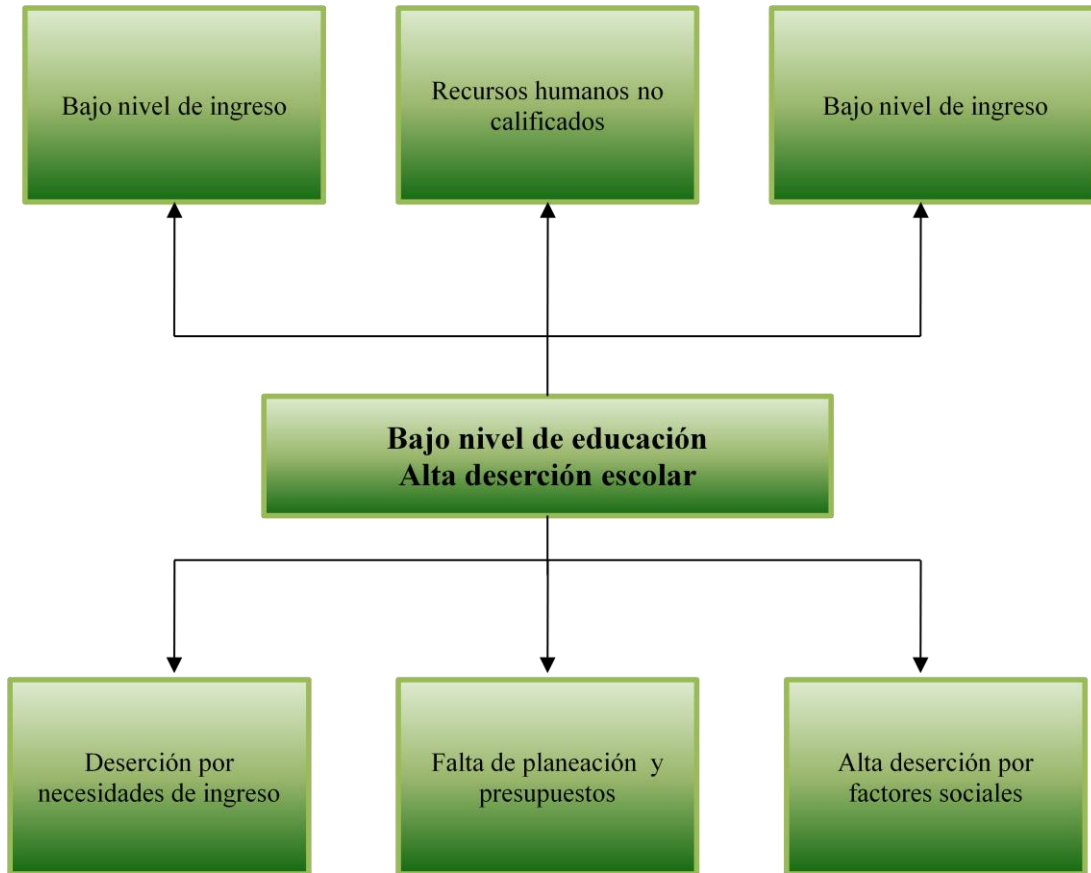 Bajo nivel de ingreso
Recursos humanos no
calificados
Bajo nivel de ingreso
Bajo nivel de educación
Alta deserción escolar
Deserción por
necesidades de ingreso
Falta de planeación  y
presupuestos
Alta deserción por
factores sociales